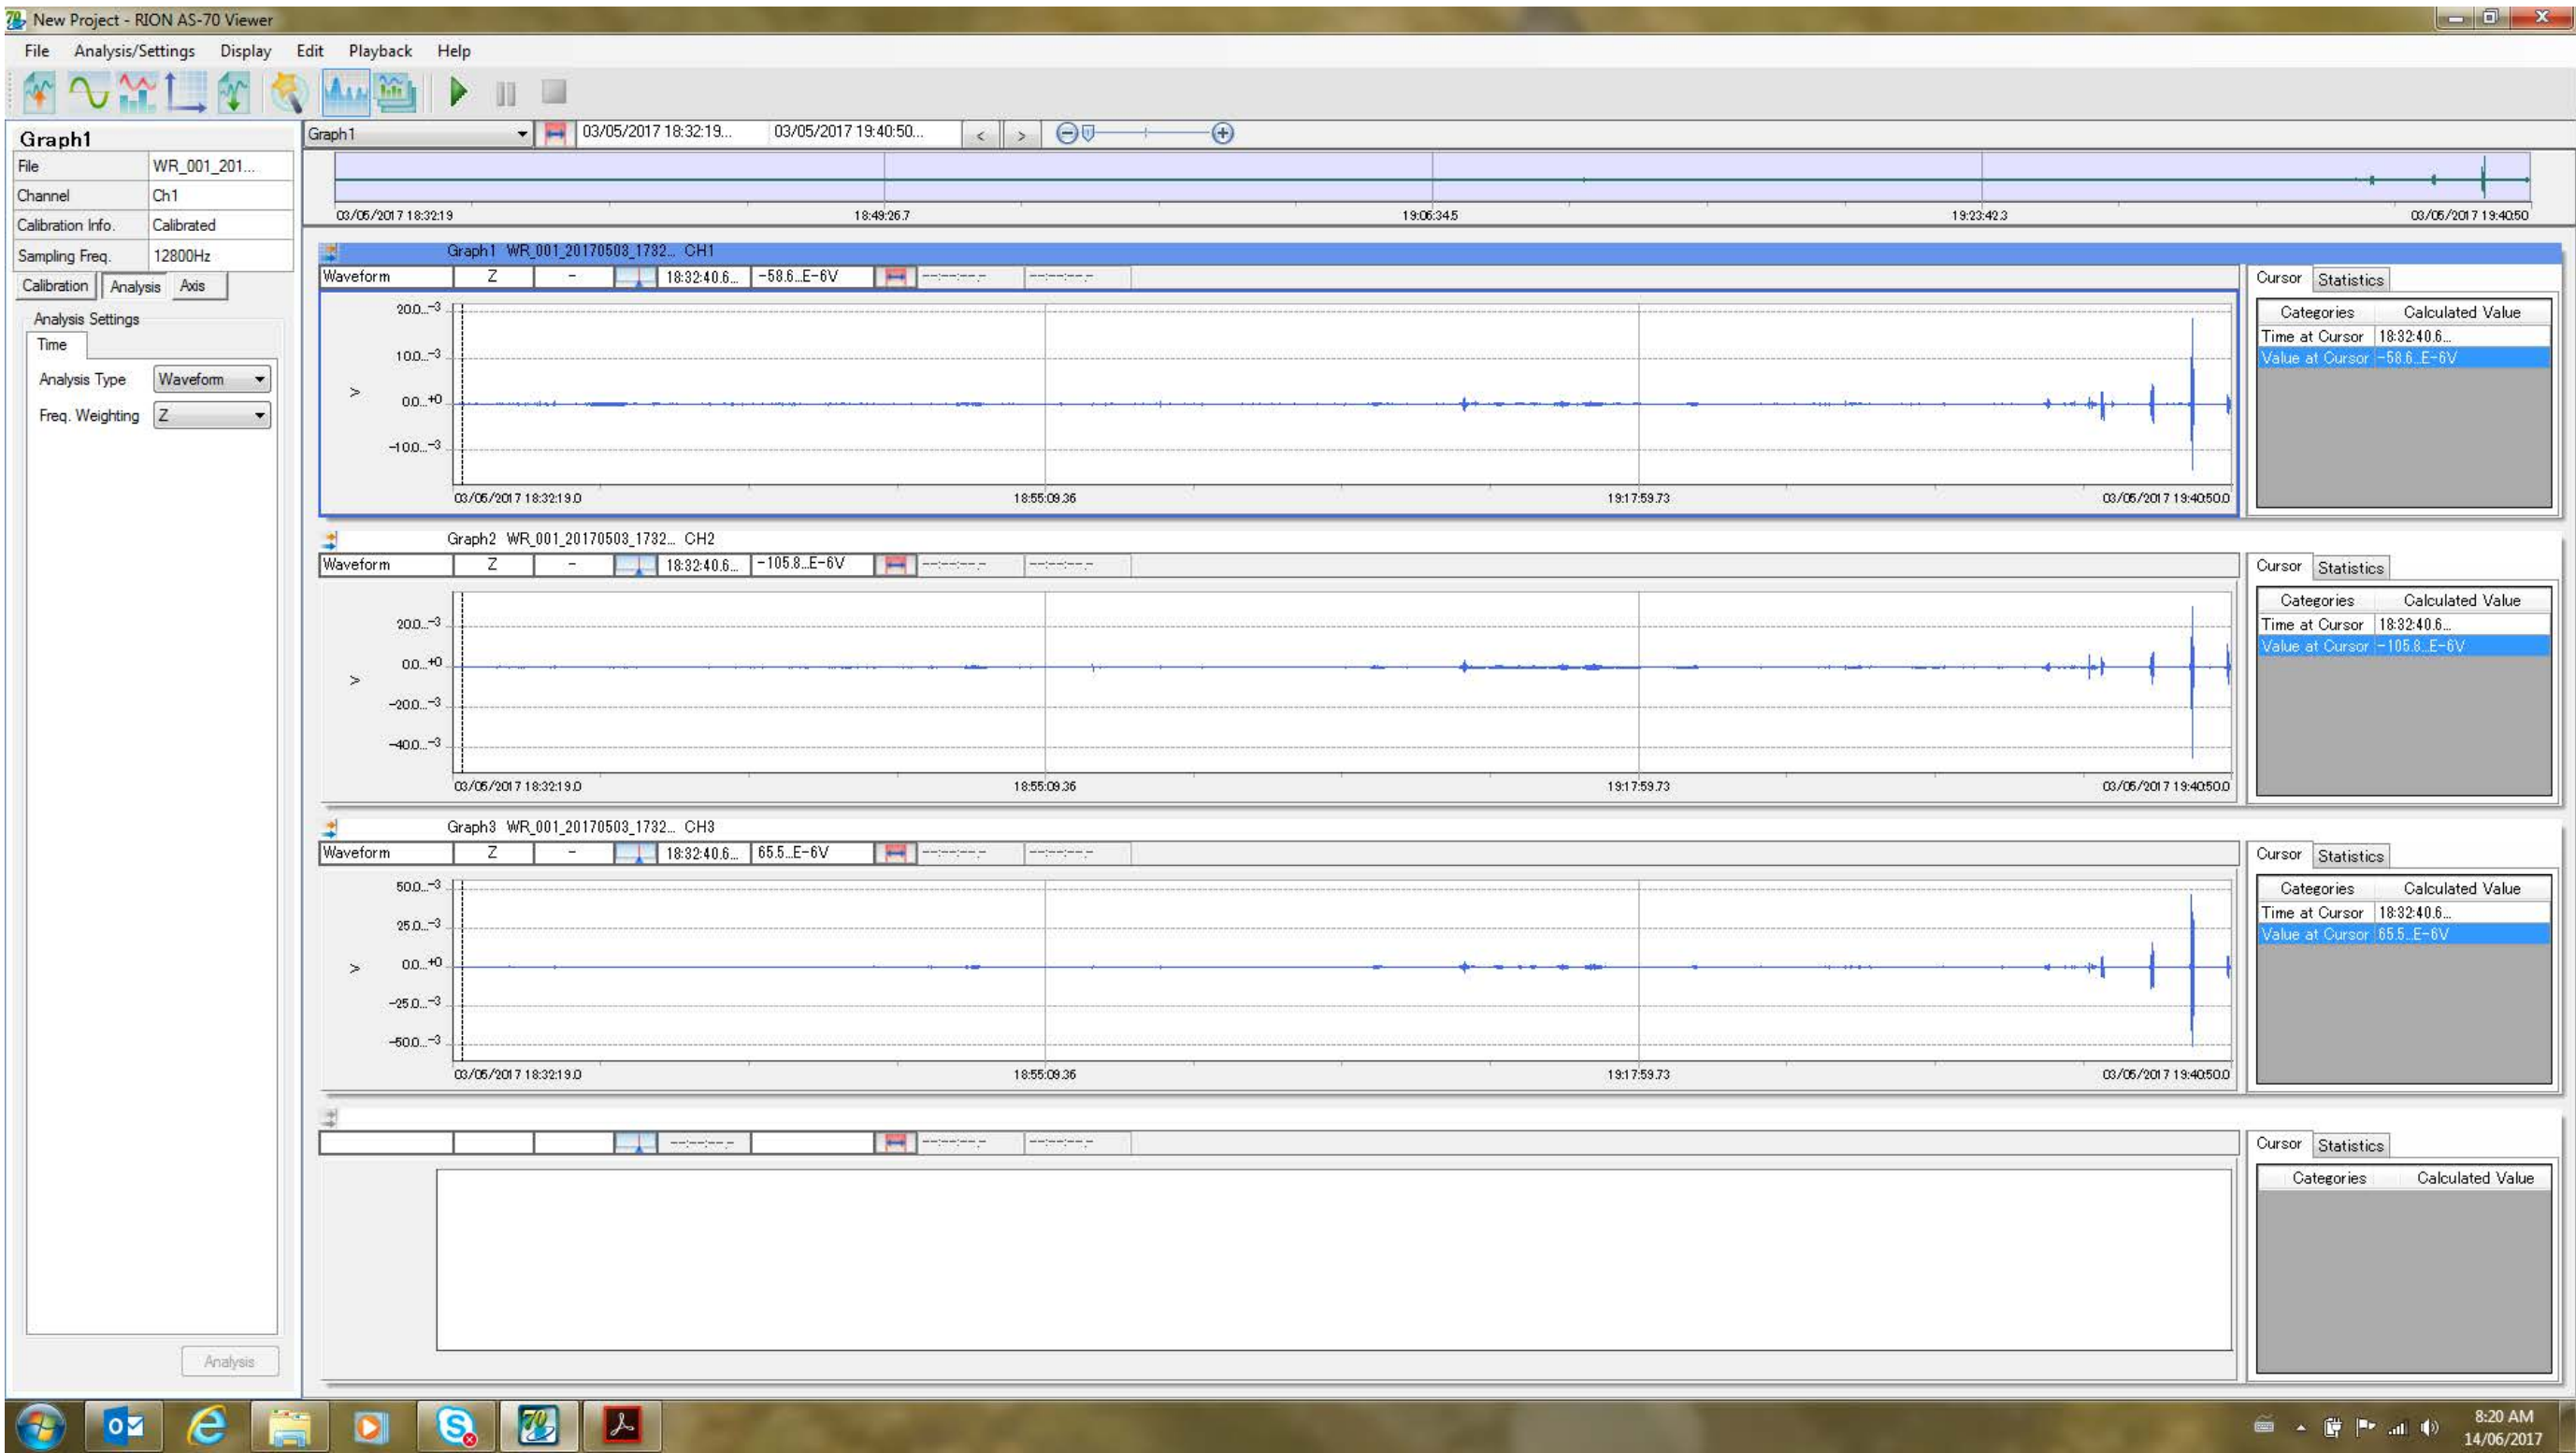 New Project - RION AS-70 Viewer
File Analysis/Settings Display Edit Playback Help
Graph1
File WR_001_201...
Channel Ch1
Calibration Info. Calibrated
Sampling Freq. 12800Hz
Calibration Analysis Axis
Analysis Settings
Time
Analysis Type Waveform
Freq. Weighting Z
Analysis
Graph1 03/05/2017 18:32:19... 03/05/2017 19:40:50... < >
03/05/2017 18:32:19 18:49:26.7 19:06:34.5 19:23:42.3 03/05/2017 19:40:50
Graph1 WR_001_20170503_1732... CH1
Waveform Z - 18:32:40.6... -58.6...E-6V --:--:--.- --:--:--.-
20.0...-3
10.0...-3
0.0...+0
-10.0...-3
V
03/05/2017 18:32:19.0 18:55:09.36 19:17:59.73 03/05/2017 19:40:50.0
Cursor Statistics
Categories Calculated Value
Time at Cursor 18:32:40.6...
Value at Cursor -58.6...E-6V
Graph2 WR_001_20170503_1732... CH2
Waveform Z - 18:32:40.6... -105.8...E-6V --:--:--.- --:--:--.-
20.0...-3
0.0...+0
-20.0...-3
-40.0...-3
V
03/05/2017 18:32:19.0 18:55:09.36 19:17:59.73 03/05/2017 19:40:50.0
Cursor Statistics
Categories Calculated Value
Time at Cursor 18:32:40.6...
Value at Cursor -105.8...E-6V
Graph3 WR_001_20170503_1732... CH3
Waveform Z - 18:32:40.6... 65.5...E-6V --:--:--.- --:--:--.-
50.0...-3
25.0...-3
0.0...+0
-25.0...-3
-50.0...-3
V
03/05/2017 18:32:19.0 18:55:09.36 19:17:59.73 03/05/2017 19:40:50.0
Cursor Statistics
Categories Calculated Value
Time at Cursor 18:32:40.6...
Value at Cursor 65.5...E-6V
--:--:--.- --:--:--.- --:--:--.-
Cursor Statistics
Categories Calculated Value
8:20 AM
14/06/2017